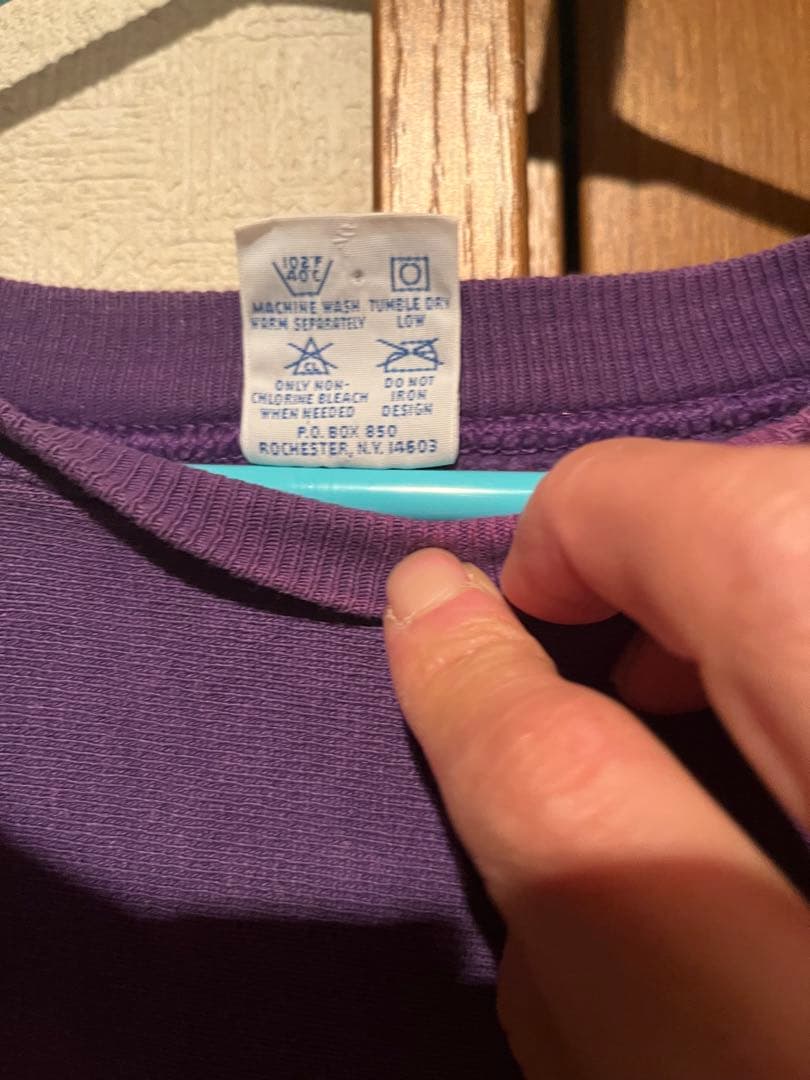 102°F
40°C
MACHINE WASH
WARM SEPARATELY
TUMBLE DRY
LOW
CL
ONLY NON-
CHLORINE BLEACH
WHEN NEEDED
DO NOT
IRON
DESIGN
P.O. BOX 850
ROCHESTER, N.Y. 14603